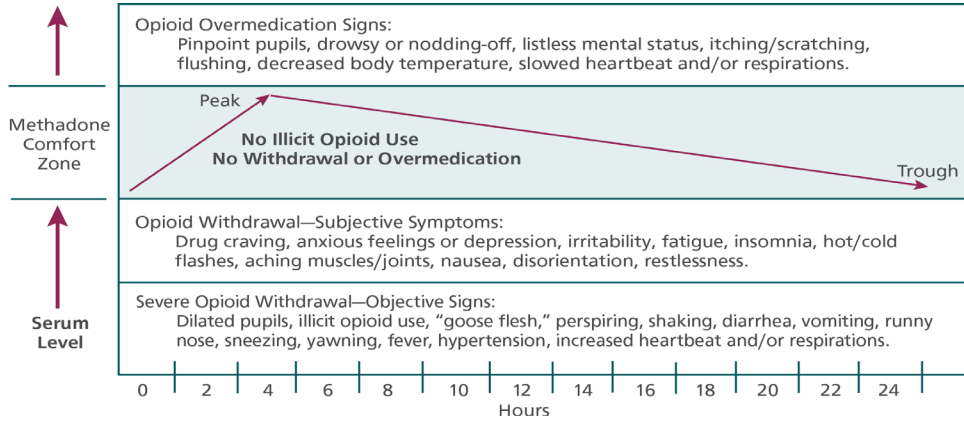 Opioid Overmedication Signs:
Pinpoint pupils, drowsy or nodding-off, listless mental status, itching/scratching,
flushing, decreased body temperature, slowed heartbeat and/or respirations.
Methadone
Comfort
Zone
Peak
No Illicit Opioid Use
No Withdrawal or Overmedication
Trough
Opioid Withdrawal—Subjective Symptoms:
Drug craving, anxious feelings or depression, irritability, fatigue, insomnia, hot/cold
flashes, aching muscles/joints, nausea, disorientation, restlessness.
Serum
Level
Severe Opioid Withdrawal—Objective Signs:
Dilated pupils, illicit opioid use, “goose flesh,” perspiring, shaking, diarrhea, vomiting, runny
nose, sneezing, yawning, fever, hypertension, increased heartbeat and/or respirations.
0 2 4 6 8 10 12 14 16 18 20 22 24
Hours